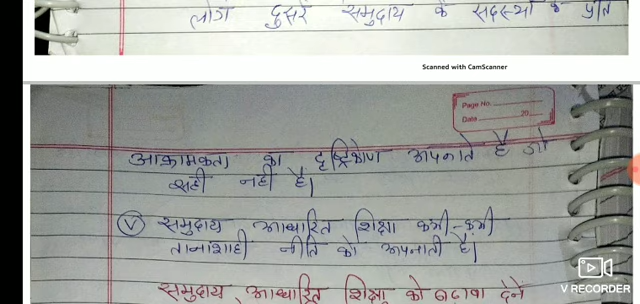 लोग दुसरे समुदाय के सदस्यों के प्रति
Scanned with CamScanner
Page No.
Date 20
आक्रामकता का दृष्टिकोण अपनाते है जो
सही नही है।
(V) समुदाय आधारित शिक्षा कभी-कभी
तानाशाही नीति को अपनाती है।
समुदाय आधारित शिक्षा को बढावा देने
V RECORDER